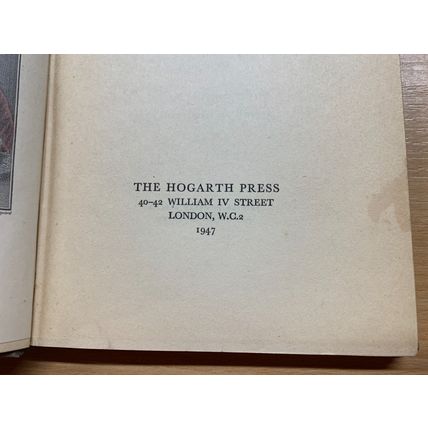 THE HOGARTH PRESS
40–42 WILLIAM IV STREET
LONDON, W.C.2
1947